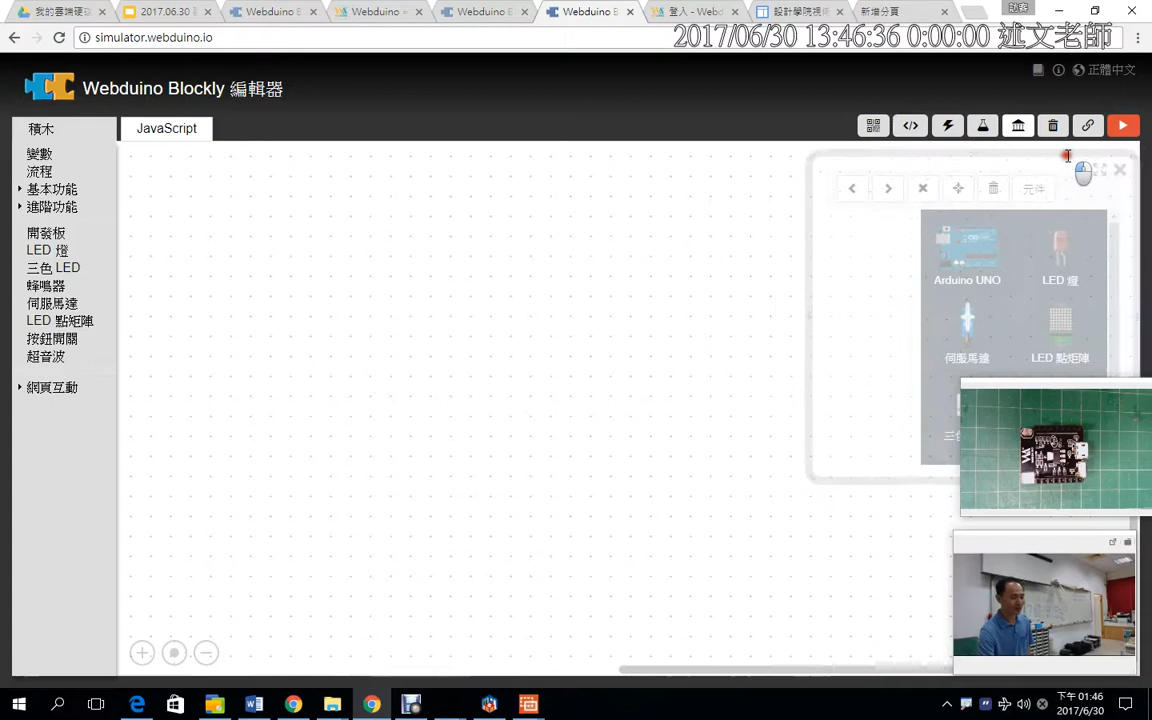 我的雲端硬碟
2017.06.30
Webduino B
Webduino
Webduino B
Webduino B
登入 - Webd
設計學院視
新增分頁
訪客
simulator.webduino.io
2017/06/30 13:46:36 0:00:00 述文老師
Webduino Blockly 編輯器
正體中文
積木
JavaScript
變數
流程
基本功能
進階功能
開發板
LED 燈
三色 LED
蜂鳴器
伺服馬達
LED 點矩陣
按鈕開關
超音波
網頁互動
元件
Arduino UNO
LED 燈
伺服馬達
LED 點矩陣
三色
下午 01:46
2017/6/30